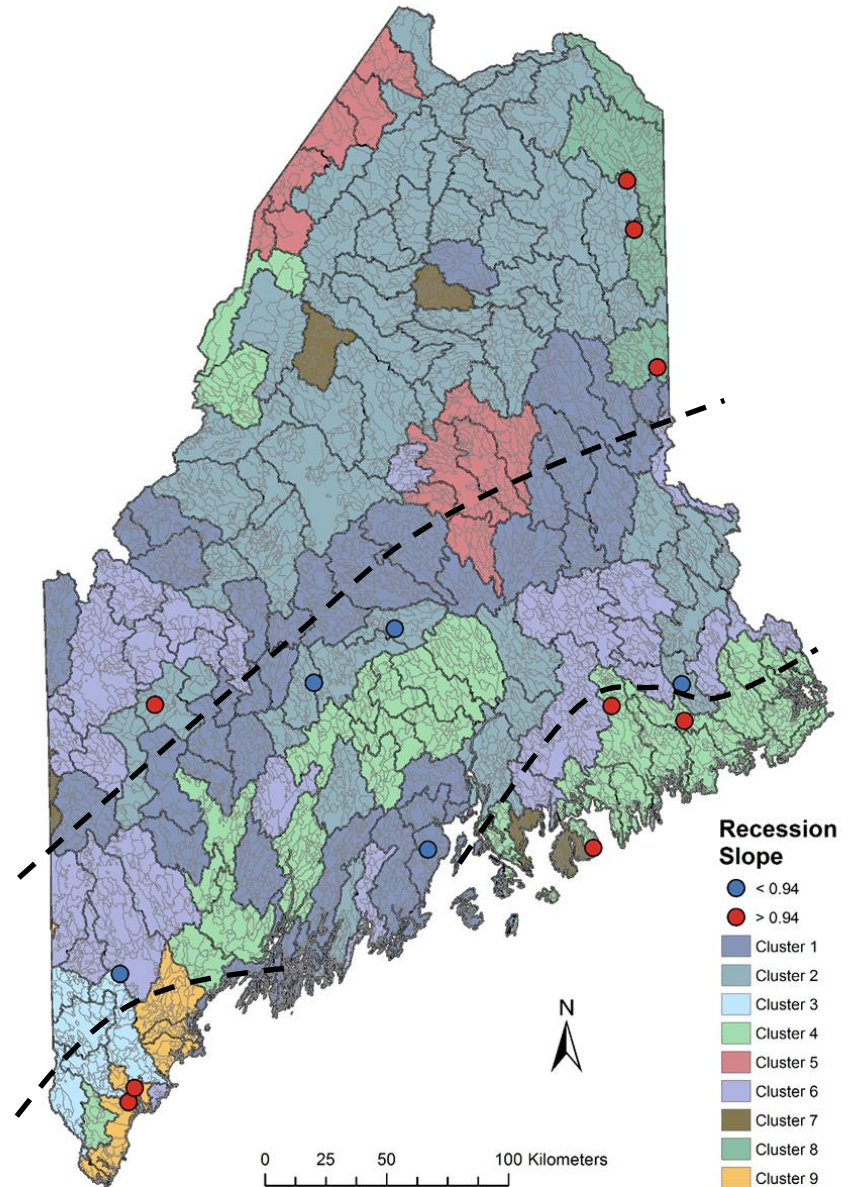 Recession
Slope
< 0.94
> 0.94
Cluster 1
Cluster 2
Cluster 3
Cluster 4
Cluster 5
Cluster 6
Cluster 7
Cluster 8
Cluster 9
N
0 25 50 100 Kilometers